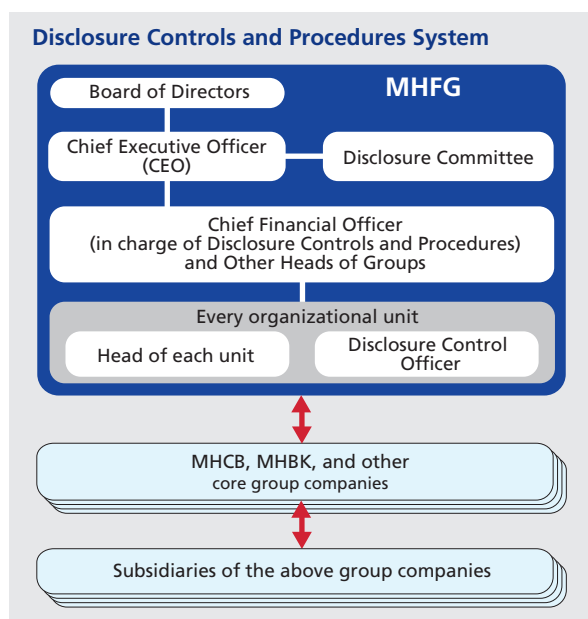 Disclosure Controls and Procedures System
MHFG
Board of Directors
Chief Executive Officer
(CEO)
Disclosure Committee
Chief Financial Officer
(in charge of Disclosure Controls and Procedures)
and Other Heads of Groups
Every organizational unit
Head of each unit
Disclosure Control
Officer
MHCB, MHBK, and other
core group companies
Subsidiaries of the above group companies